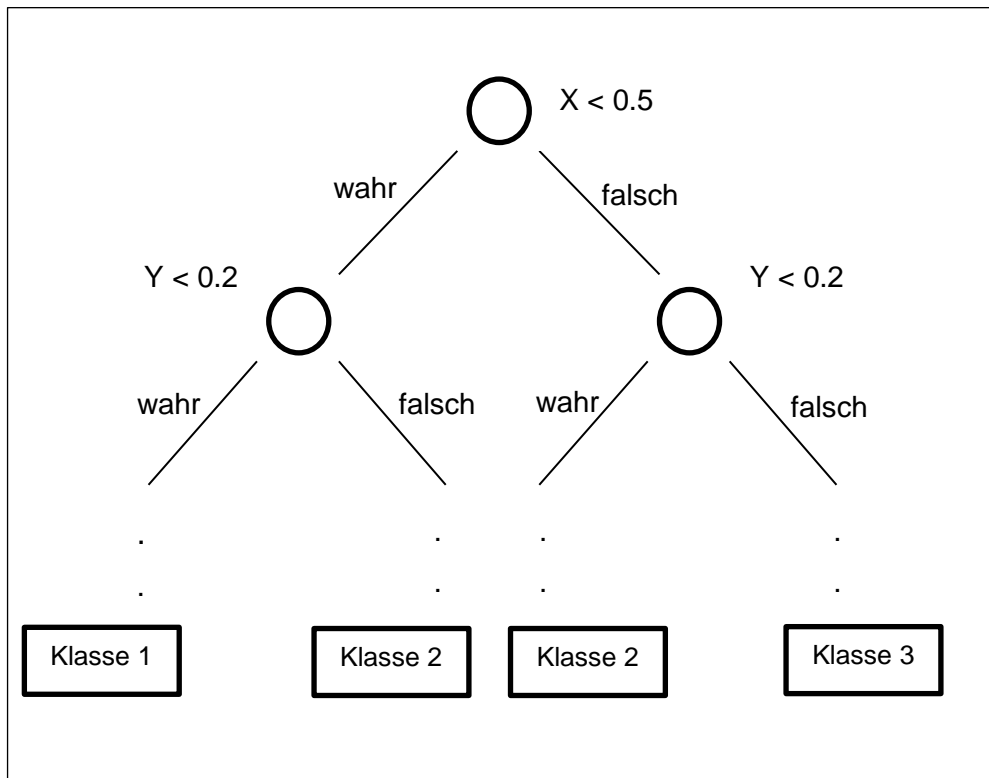 X < 0.5
wahr
falsch
Y < 0.2
Y < 0.2
wahr
falsch
wahr
falsch
. . . .
. . . .
Klasse 1
Klasse 2
Klasse 2
Klasse 3